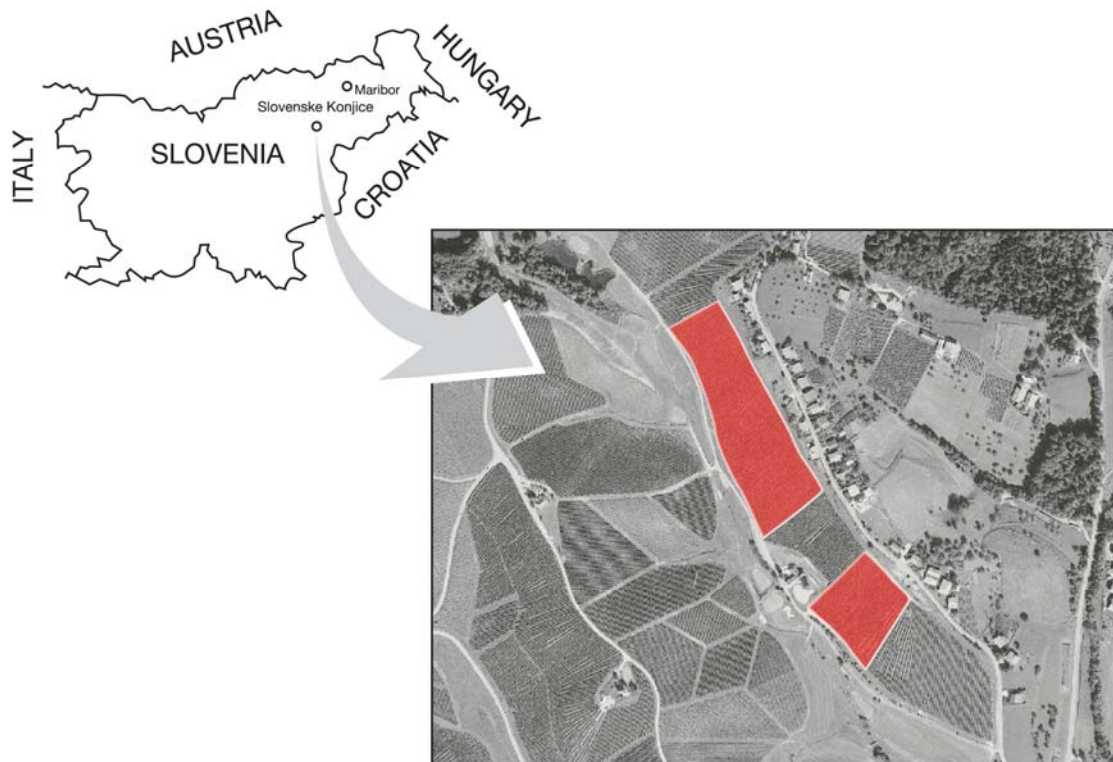 AUSTRIA
HUNGARY
Maribor
Slovenske Konjice
ITALY
SLOVENIA
CROATIA